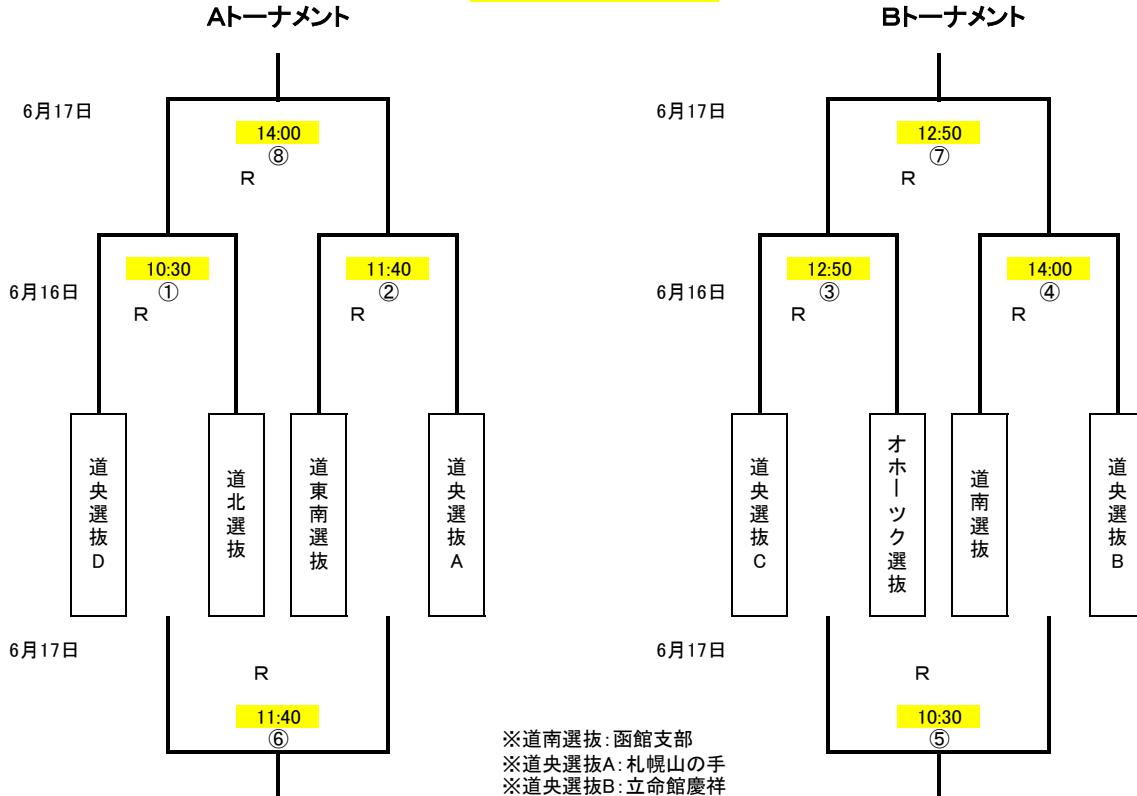 Aトーナメント
Bトーナメント
6月17日
14:00
⑧
R
6月17日
12:50
⑦
R
6月16日
10:30
①
R
11:40
②
R
6月16日
12:50
③
R
14:00
④
R
道央選抜D
道北選抜
道東南選抜
道央選抜A
道央選抜C
オホーツク選抜
道南選抜
道央選抜B
6月17日
R
11:40
⑥
6月17日
R
10:30
⑤
※道南選抜:函館支部
※道央選抜A:札幌山の手
※道央選抜B:立命館慶祥